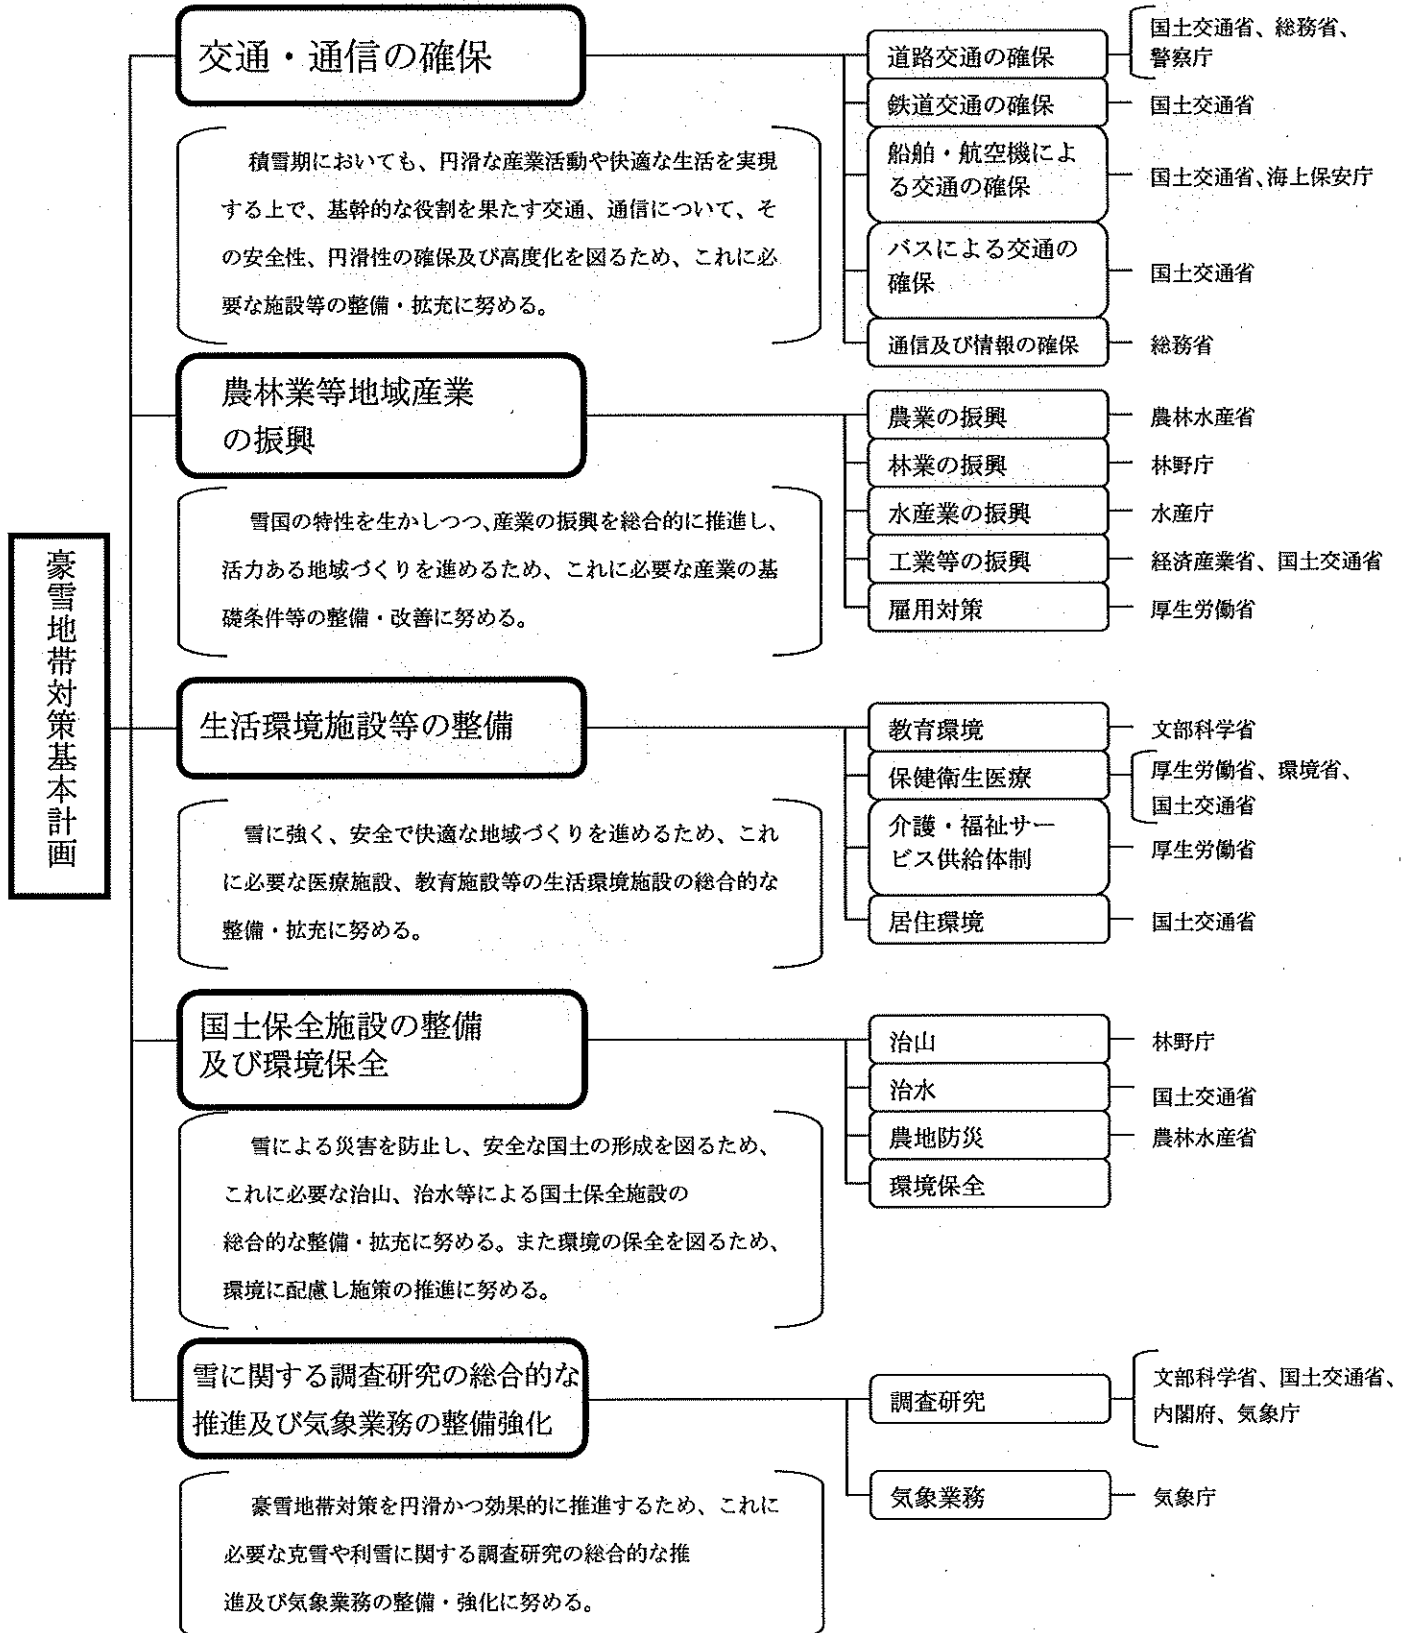 豪雪地帯対策基本計画
交通・通信の確保
積雪期においても、円滑な産業活動や快適な生活を実現
する上で、基幹的な役割を果たす交通、通信について、そ
の安全性、円滑性の確保及び高度化を図るため、これに必
要な施設等の整備・拡充に努める。
道路交通の確保
国土交通省、総務省、
警察庁
鉄道交通の確保
国土交通省
船舶・航空機によ
る交通の確保
国土交通省、海上保安庁
バスによる交通の
確保
国土交通省
通信及び情報の確保
総務省
農林業等地域産業
の振興
雪国の特性を生かしつつ、産業の振興を総合的に推進し、
活力ある地域づくりを進めるため、これに必要な産業の基
礎条件等の整備・改善に努める。
農業の振興
農林水産省
林業の振興
林野庁
水産業の振興
水産庁
工業等の振興
経済産業省、国土交通省
雇用対策
厚生労働省
生活環境施設等の整備
雪に強く、安全で快適な地域づくりを進めるため、これ
に必要な医療施設、教育施設等の生活環境施設の総合的な
整備・拡充に努める。
教育環境
文部科学省
保健衛生医療
厚生労働省、環境省、
国土交通省
介護・福祉サー
ビス供給体制
厚生労働省
居住環境
国土交通省
国土保全施設の整備
及び環境保全
雪による災害を防止し、安全な国土の形成を図るため、
これに必要な治山、治水等による国土保全施設の
総合的な整備・拡充に努める。また環境の保全を図るため、
環境に配慮し施策の推進に努める。
治山
林野庁
治水
国土交通省
農地防災
農林水産省
環境保全
雪に関する調査研究の総合的な
推進及び気象業務の整備強化
豪雪地帯対策を円滑かつ効果的に推進するため、これに
必要な克雪や利雪に関する調査研究の総合的な推
進及び気象業務の整備・強化に努める。
調査研究
文部科学省、国土交通省、
内閣府、気象庁
気象業務
気象庁